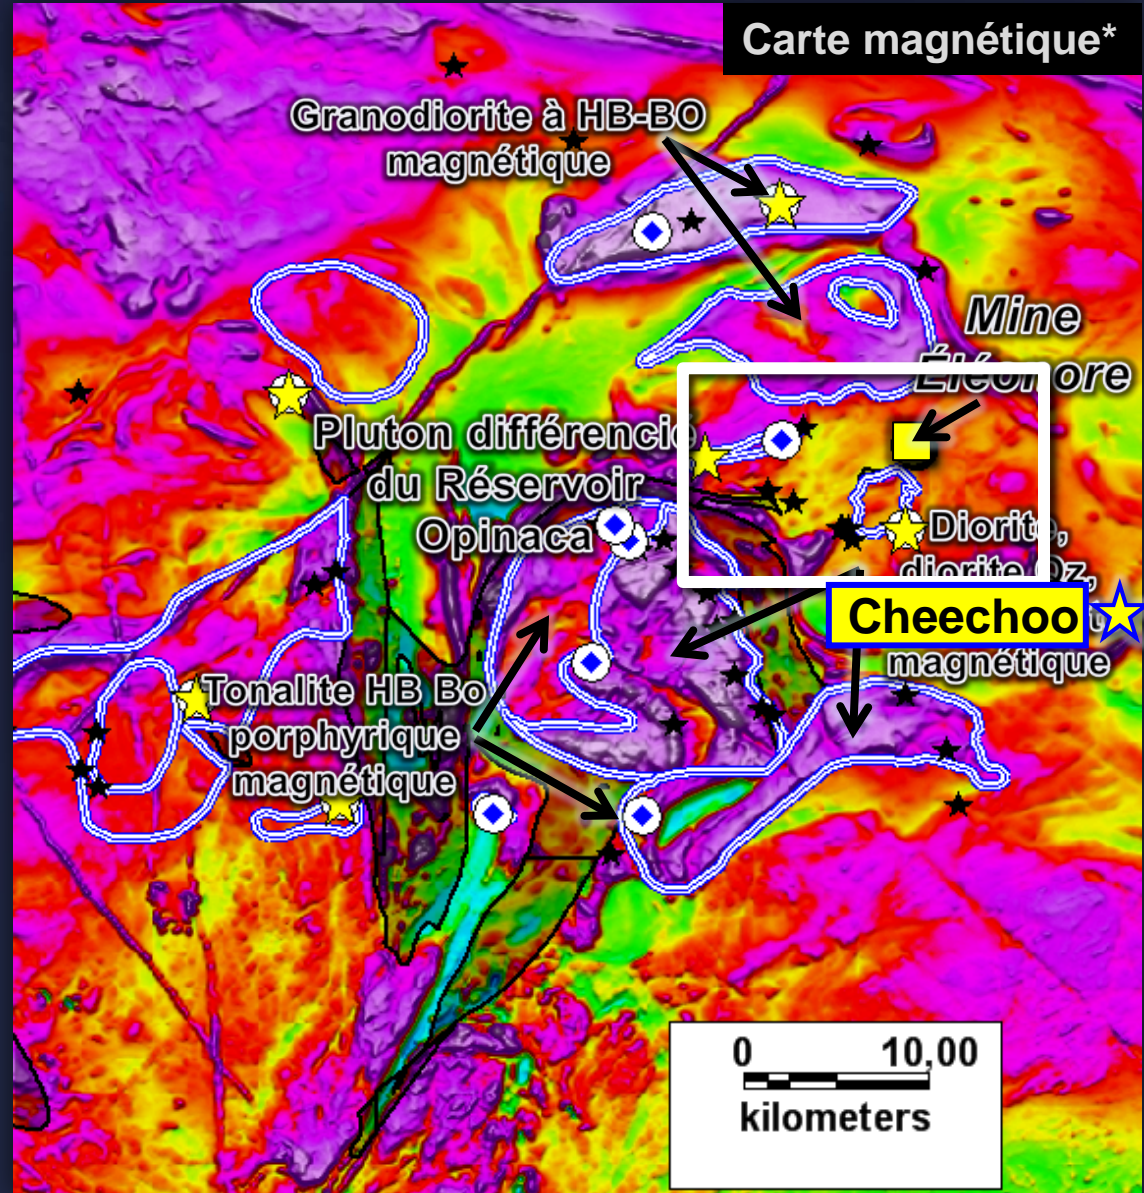 Carte magnétique*
Granodiorite à HB-BO
magnétique
Mine
Éléonore
Pluton différencié
du Réservoir
Opinaca
Diorite,
diorite Qz,
Cheechoo
magnétique
Tonalite HB Bo
porphyrique
magnétique
0 10,00
kilometers